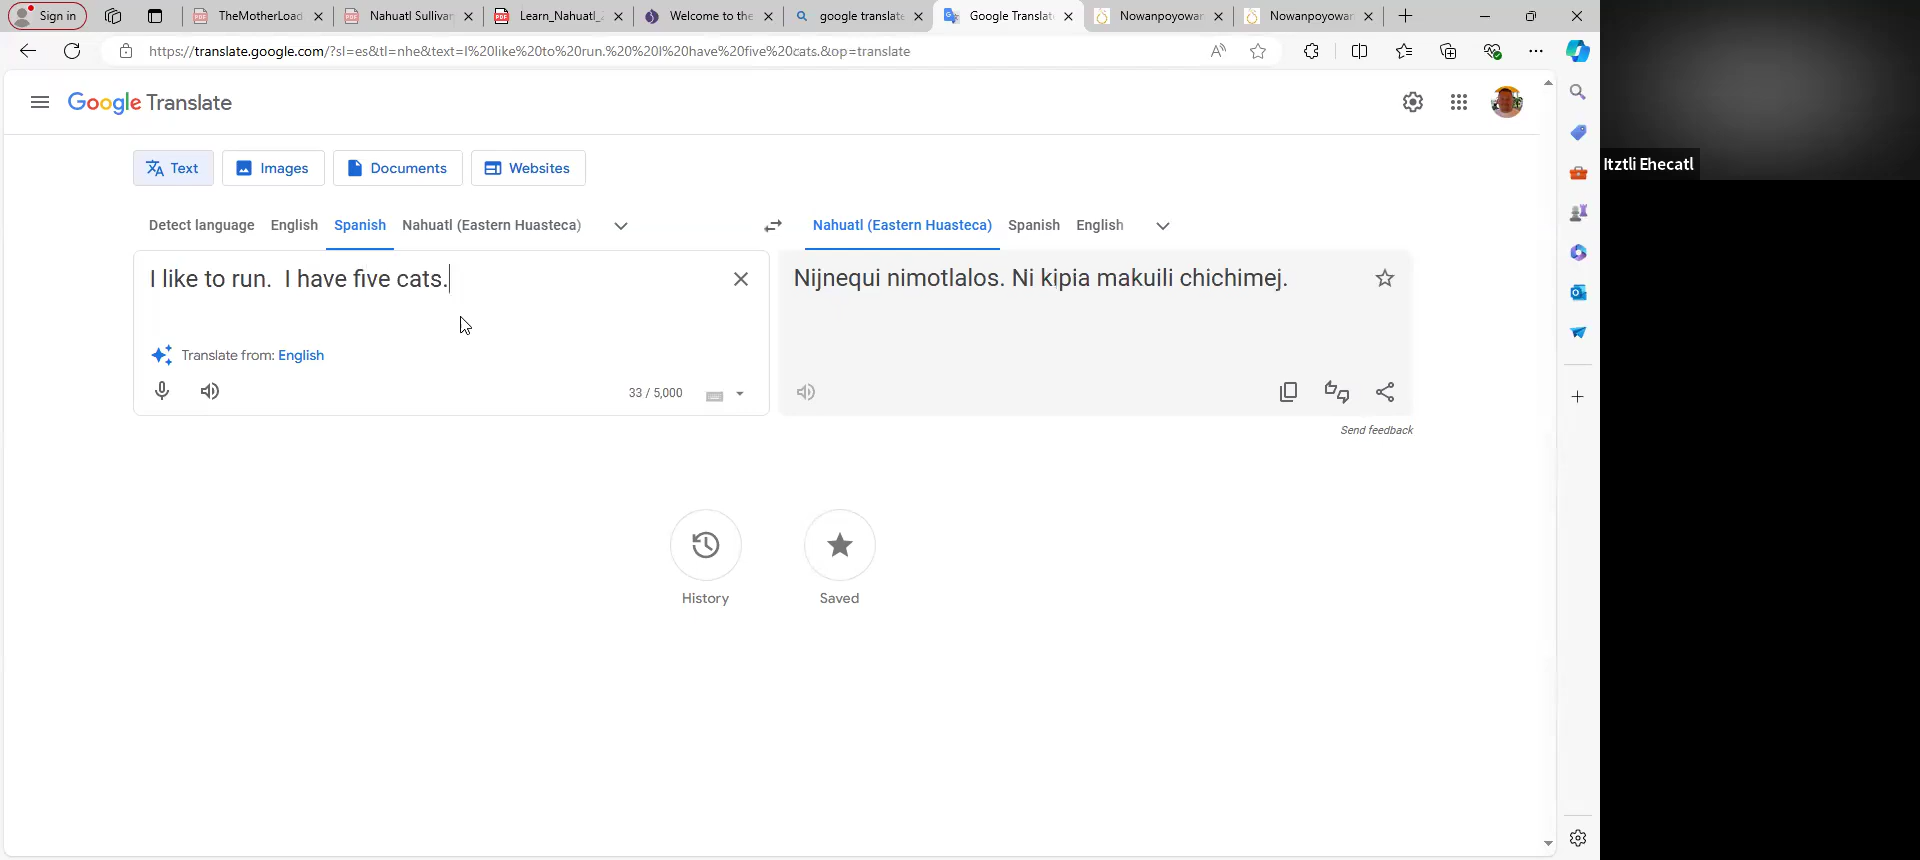 Sign in
TheMotherLoad
Nahuatl Sullivan
Learn_Nahuatl_
Welcome to the
google translate
Google Translate
Nowanpoyowan
Nowanpoyowan
https://translate.google.com/?sl=es&tl=nhe&text=I%20like%20to%20run.%20%20I%20have%20five%20cats.&op=translate
Google Translate
Text
Images
Documents
Websites
Detect language
English
Spanish
Nahuatl (Eastern Huasteca)
Nahuatl (Eastern Huasteca)
Spanish
English
I like to run.  I have five cats.
Nijnequi nimotlalos. Ni kipia makuili chichimej.
Translate from: English
33 / 5,000
Send feedback
History
Saved
Itztli Ehecatl